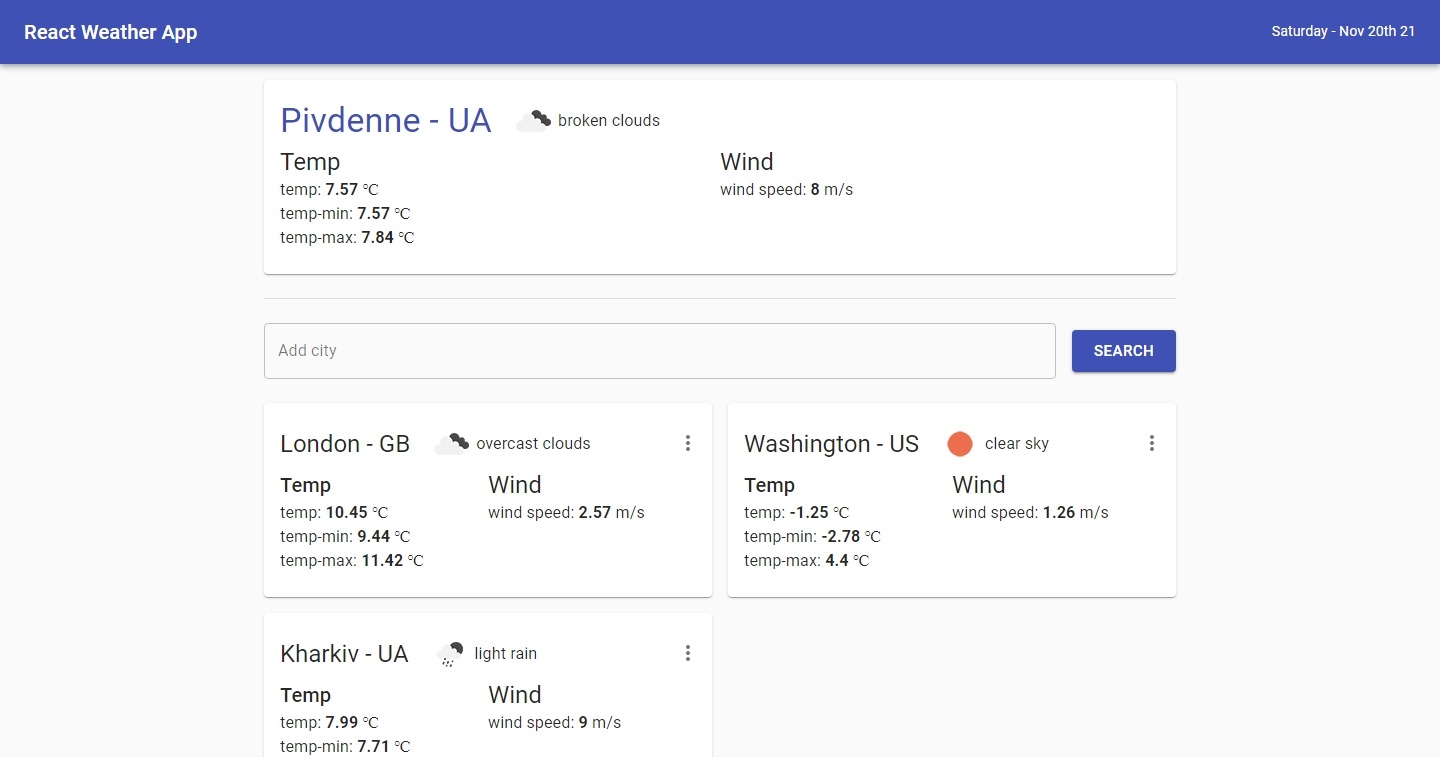 React Weather App
Saturday - Nov 20th 21
Pivdenne - UA broken clouds
Temp
temp: 7.57 °C
temp-min: 7.57 °C
temp-max: 7.84 °C
Wind
wind speed: 8 m/s
Add city
SEARCH
London - GB overcast clouds
Temp
temp: 10.45 °C
temp-min: 9.44 °C
temp-max: 11.42 °C
Wind
wind speed: 2.57 m/s
Washington - US clear sky
Temp
temp: -1.25 °C
temp-min: -2.78 °C
temp-max: 4.4 °C
Wind
wind speed: 1.26 m/s
Kharkiv - UA light rain
Temp
temp: 7.99 °C
temp-min: 7.71 °C
Wind
wind speed: 9 m/s